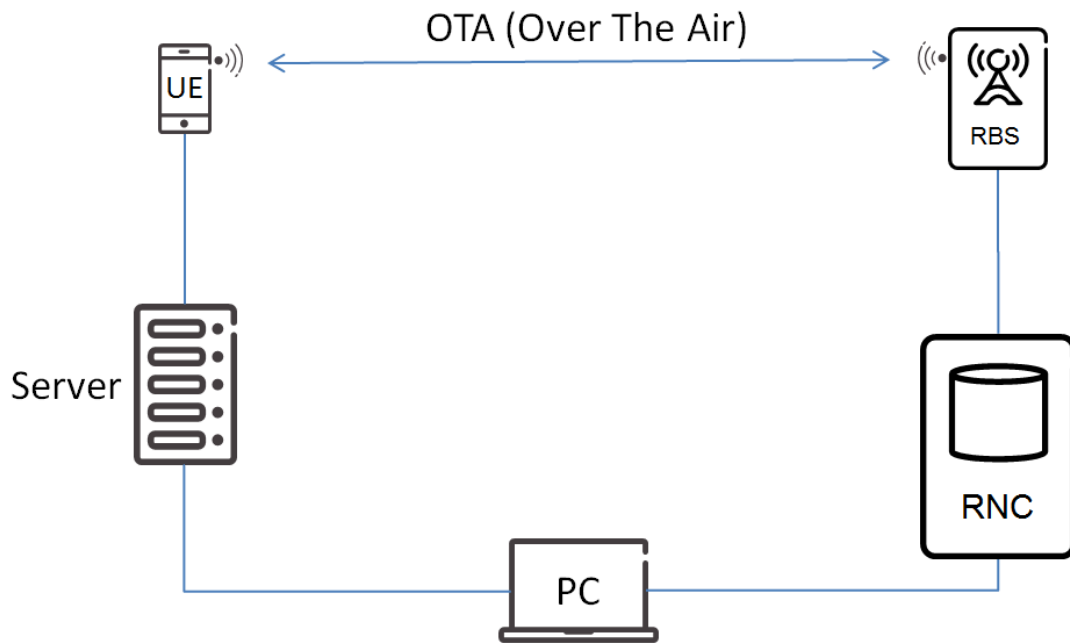 OTA (Over The Air)
UE
RBS
Server
RNC
PC